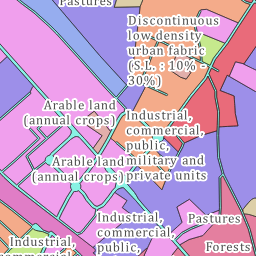 Pastures
Discontinuous
low density
urban fabric
(S.L. : 10% -
30%)
Arable land
(annual crops)
Industrial,
commercial,
public,
military and
private units
Arable land
(annual crops)
Industrial,
commercial,
public,
Pastures
Forests
Industrial,
commercial